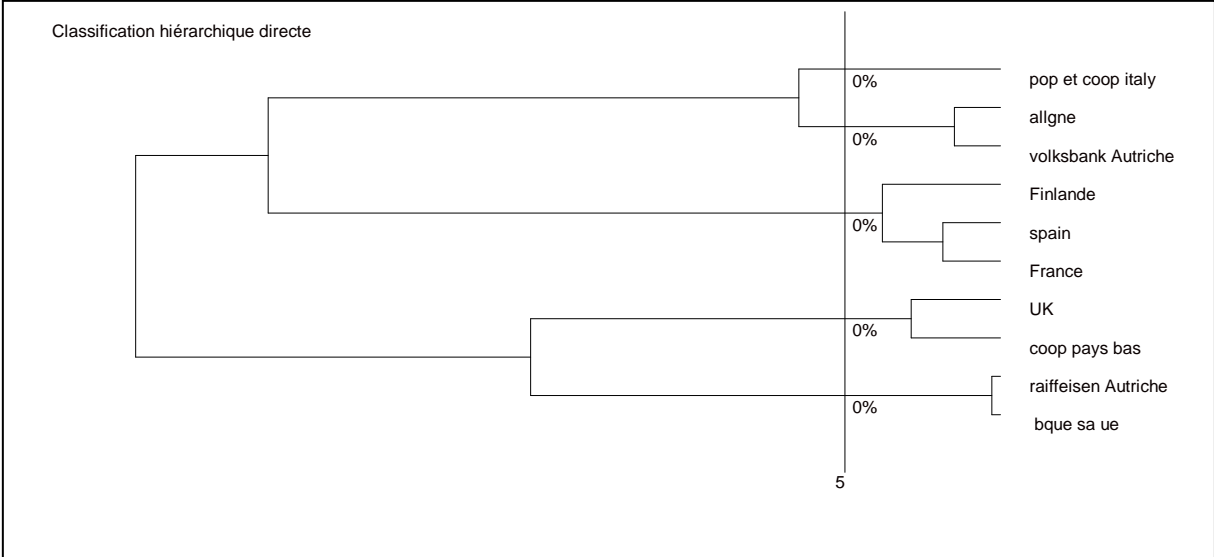 Classification hiérarchique directe
0%
pop et coop italy
allgne
0%
volksbank Autriche
Finlande
0%
spain
France
UK
0%
coop pays bas
raiffeisen Autriche
0%
bque sa ue
5